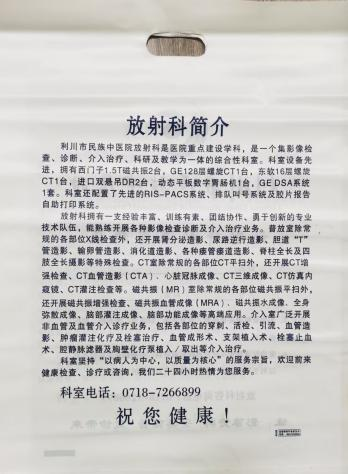 放射科简介
利川市民族中医院放射科是医院重点建设学科，是一个集影像检
查、诊断、介入治疗、科研及教学为一体的综合性科室。科室设备先
进，拥有西门子1.5T磁共振2台，GE128层螺旋CT1台，东软16层螺旋
CT1台，进口双悬吊DR2台，动态平板数字胃肠机1台，GE DSA系统
1套。科室还配置了先进的RIS-PACS系统、排队叫号系统及胶片报告
自助打印系统。
放射科拥有一支经验丰富、训练有素、团结协作、勇于创新的专业
技术队伍，能熟练开展各种影像检查诊断及介入治疗业务。普放室除常
规的各部位X线检查外，还开展肾分泌造影、尿路逆行造影、胆道“T”
管造影、输卵管造影、消化道造影、各种瘘管瘘道造影、脊柱全长及四
肢全长摄影等特殊检查。CT室除常规的各部位CT平扫外，还开展CT增
强检查、CT血管造影（CTA）、心脏冠脉成像、CT三维成像、CT仿真内
窥镜、CT灌注检查等。磁共振（MR）室除常规的各部位磁共振平扫外，
还开展磁共振增强检查、磁共振血管成像（MRA）、磁共振水成像、全身
弥散成像、脑部灌注成像、脑部功能成像等高端应用。介入室广泛开展
非血管及血管介入诊疗业务，包括各部位的穿刺、活检、引流、血管造
影、肿瘤灌注化疗及栓塞治疗、血管成形术、支架植入术、栓塞止血
术、腔静脉滤器及胸壁化疗泵植入/取出等介入治疗。
科室坚持“以病人为中心，以质量为核心”的服务宗旨，欢迎前来
健康检查、诊疗或咨询，我们二十四小时热情为您服务。
科室电话：0718-7266899
祝您健康！